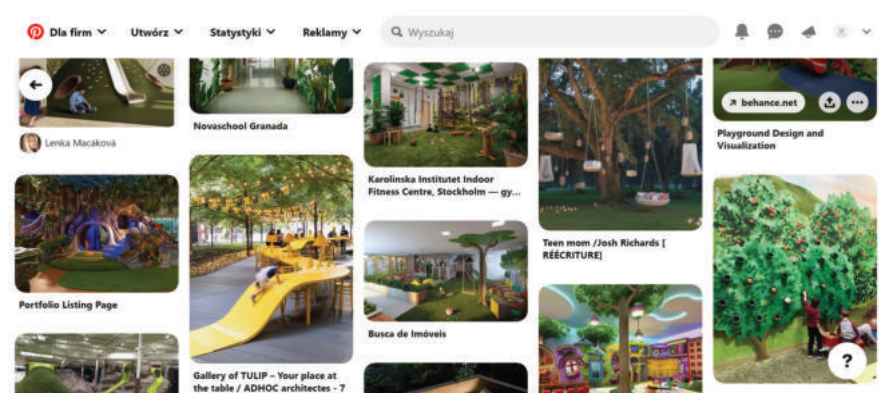 Dla firm
Utwórz
Statystyki
Reklamy
Wyszukaj
Lenka Macáková
Portfolio Listing Page
Novaschool Granada
Gallery of TULIP – Your place at
the table / ADHOC architectes - 7
Karolinska Institutet Indoor
Fitness Centre, Stockholm — gy...
Busca de Imóveis
Teen mom /Josh Richards [
RÉÉCRITURE]
behance.net
Playground Design and
Visualization
?